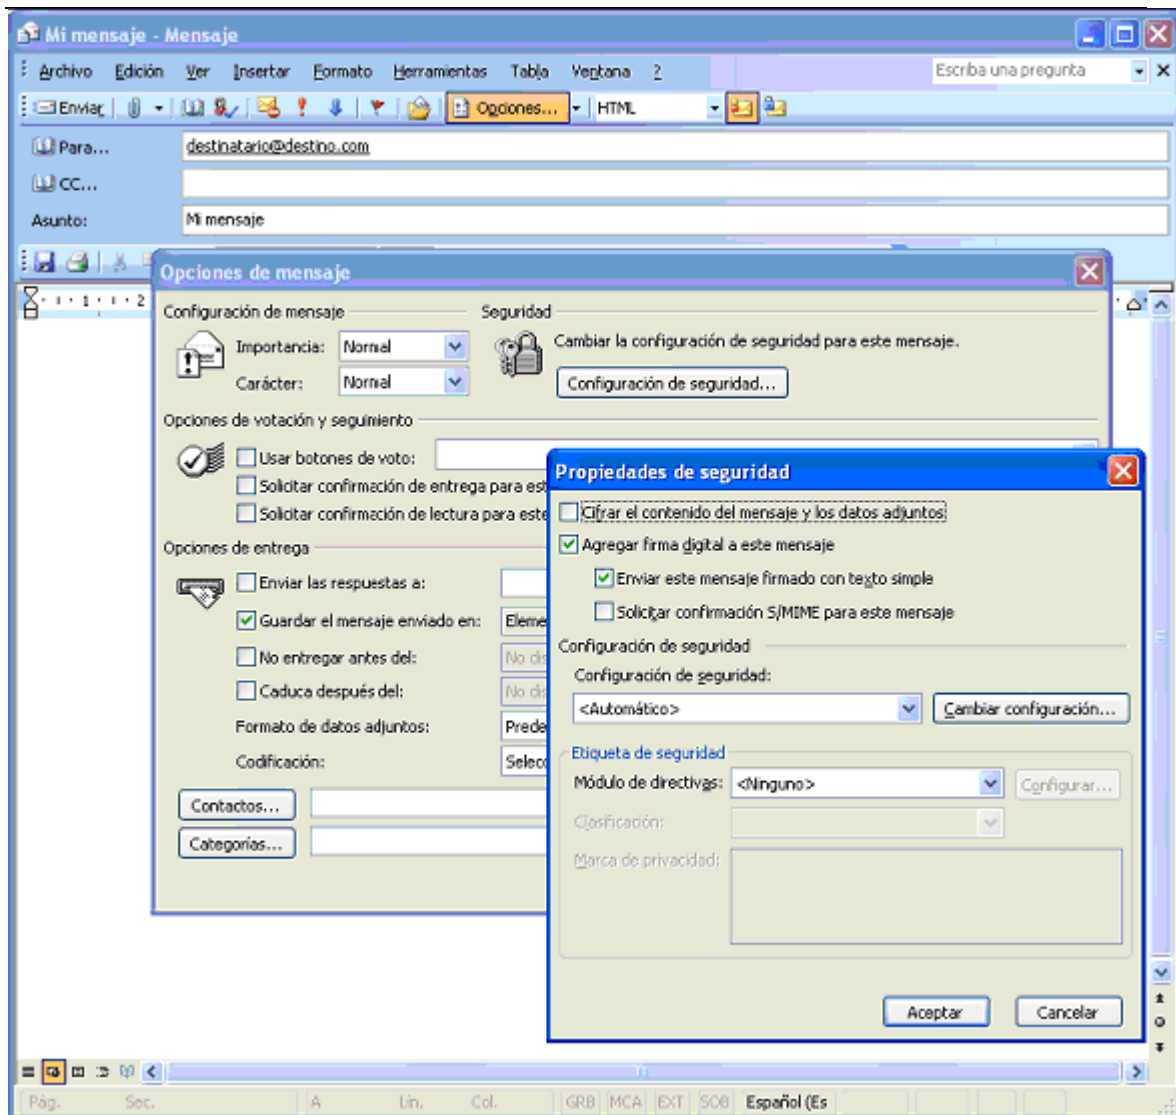 Mi mensaje - Mensaje
Archivo Edición Ver Insertar Formato Herramientas Tabla Ventana ? Escriba una pregunta
Enviar Opciones... HTML
Para... destinatario@destino.com
CC...
Asunto: Mi mensaje
Opciones de mensaje
1 2
Configuración de mensaje Seguridad
Importancia: Normal Cambiar la configuración de seguridad para este mensaje.
Carácter: Normal Configuración de seguridad...
Opciones de votación y seguimiento
Usar botones de voto:
Solicitar confirmación de entrega para est
Solicitar confirmación de lectura para este
Opciones de entrega
Enviar las respuestas a:
Guardar el mensaje enviado en: Eleme
No entregar antes del: No dis
Caduca después del: No dis
Formato de datos adjuntos: Prede
Codificación: Selecc
Contactos...
Categorías...
Propiedades de seguridad
Cifrar el contenido del mensaje y los datos adjuntos
Agregar firma digital a este mensaje
Enviar este mensaje firmado con texto simple
Solicitar confirmación S/MIME para este mensaje
Configuración de seguridad
Configuración de seguridad:
<Automático> Cambiar configuración...
Etiqueta de seguridad
Módulo de directivas: <Ninguno> Configurar...
Clasificación:
Marca de privacidad:
Aceptar Cancelar
Pág. Sec. A Lín. Col. GRB MCA EXT SOB Español (Es